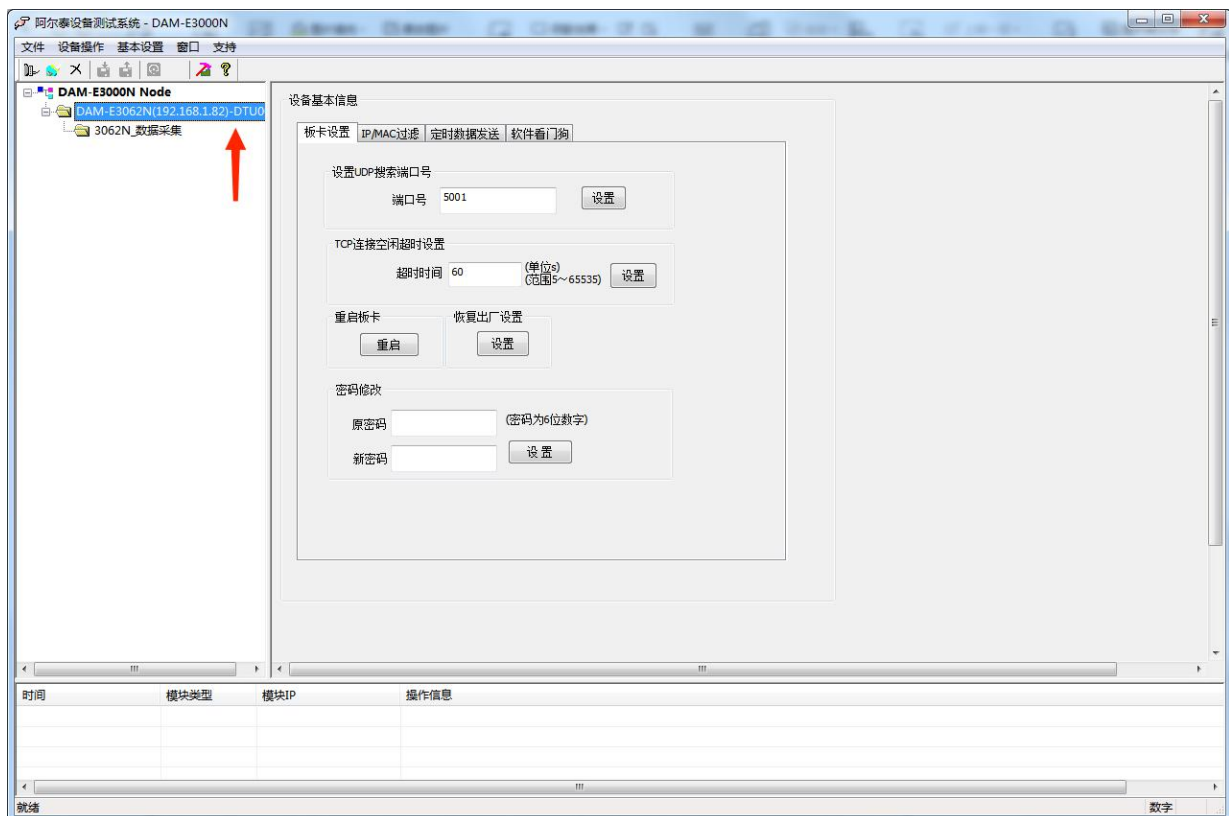 阿尔泰设备测试系统 - DAM-E3000N
文件 设备操作 基本设置 窗口 支持
DAM-E3000N Node
DAM-E3062N(192.168.1.82)-DTU0
3062N_数据采集
设备基本信息
板卡设置 IP/MAC过滤 定时数据发送 软件看门狗
设置UDP搜索端口号
端口号 5001 设置
TCP连接空闲超时设置
超时时间 60 (单位s) 设置
(范围5~65535)
重启板卡 恢复出厂设置
重启 设置
密码修改
原密码 (密码为6位数字)
新密码 设置
时间 模块类型 模块IP 操作信息
就绪 数字